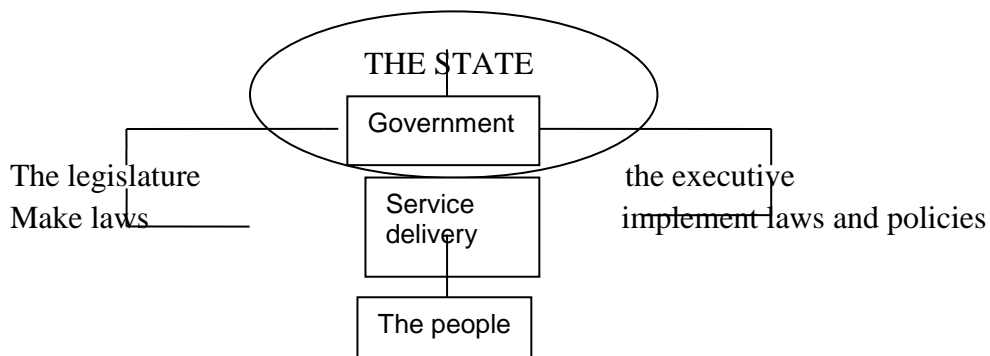 THE STATE
Government
The legislature
the executive
Make laws
Service
delivery
implement laws and policies
The people